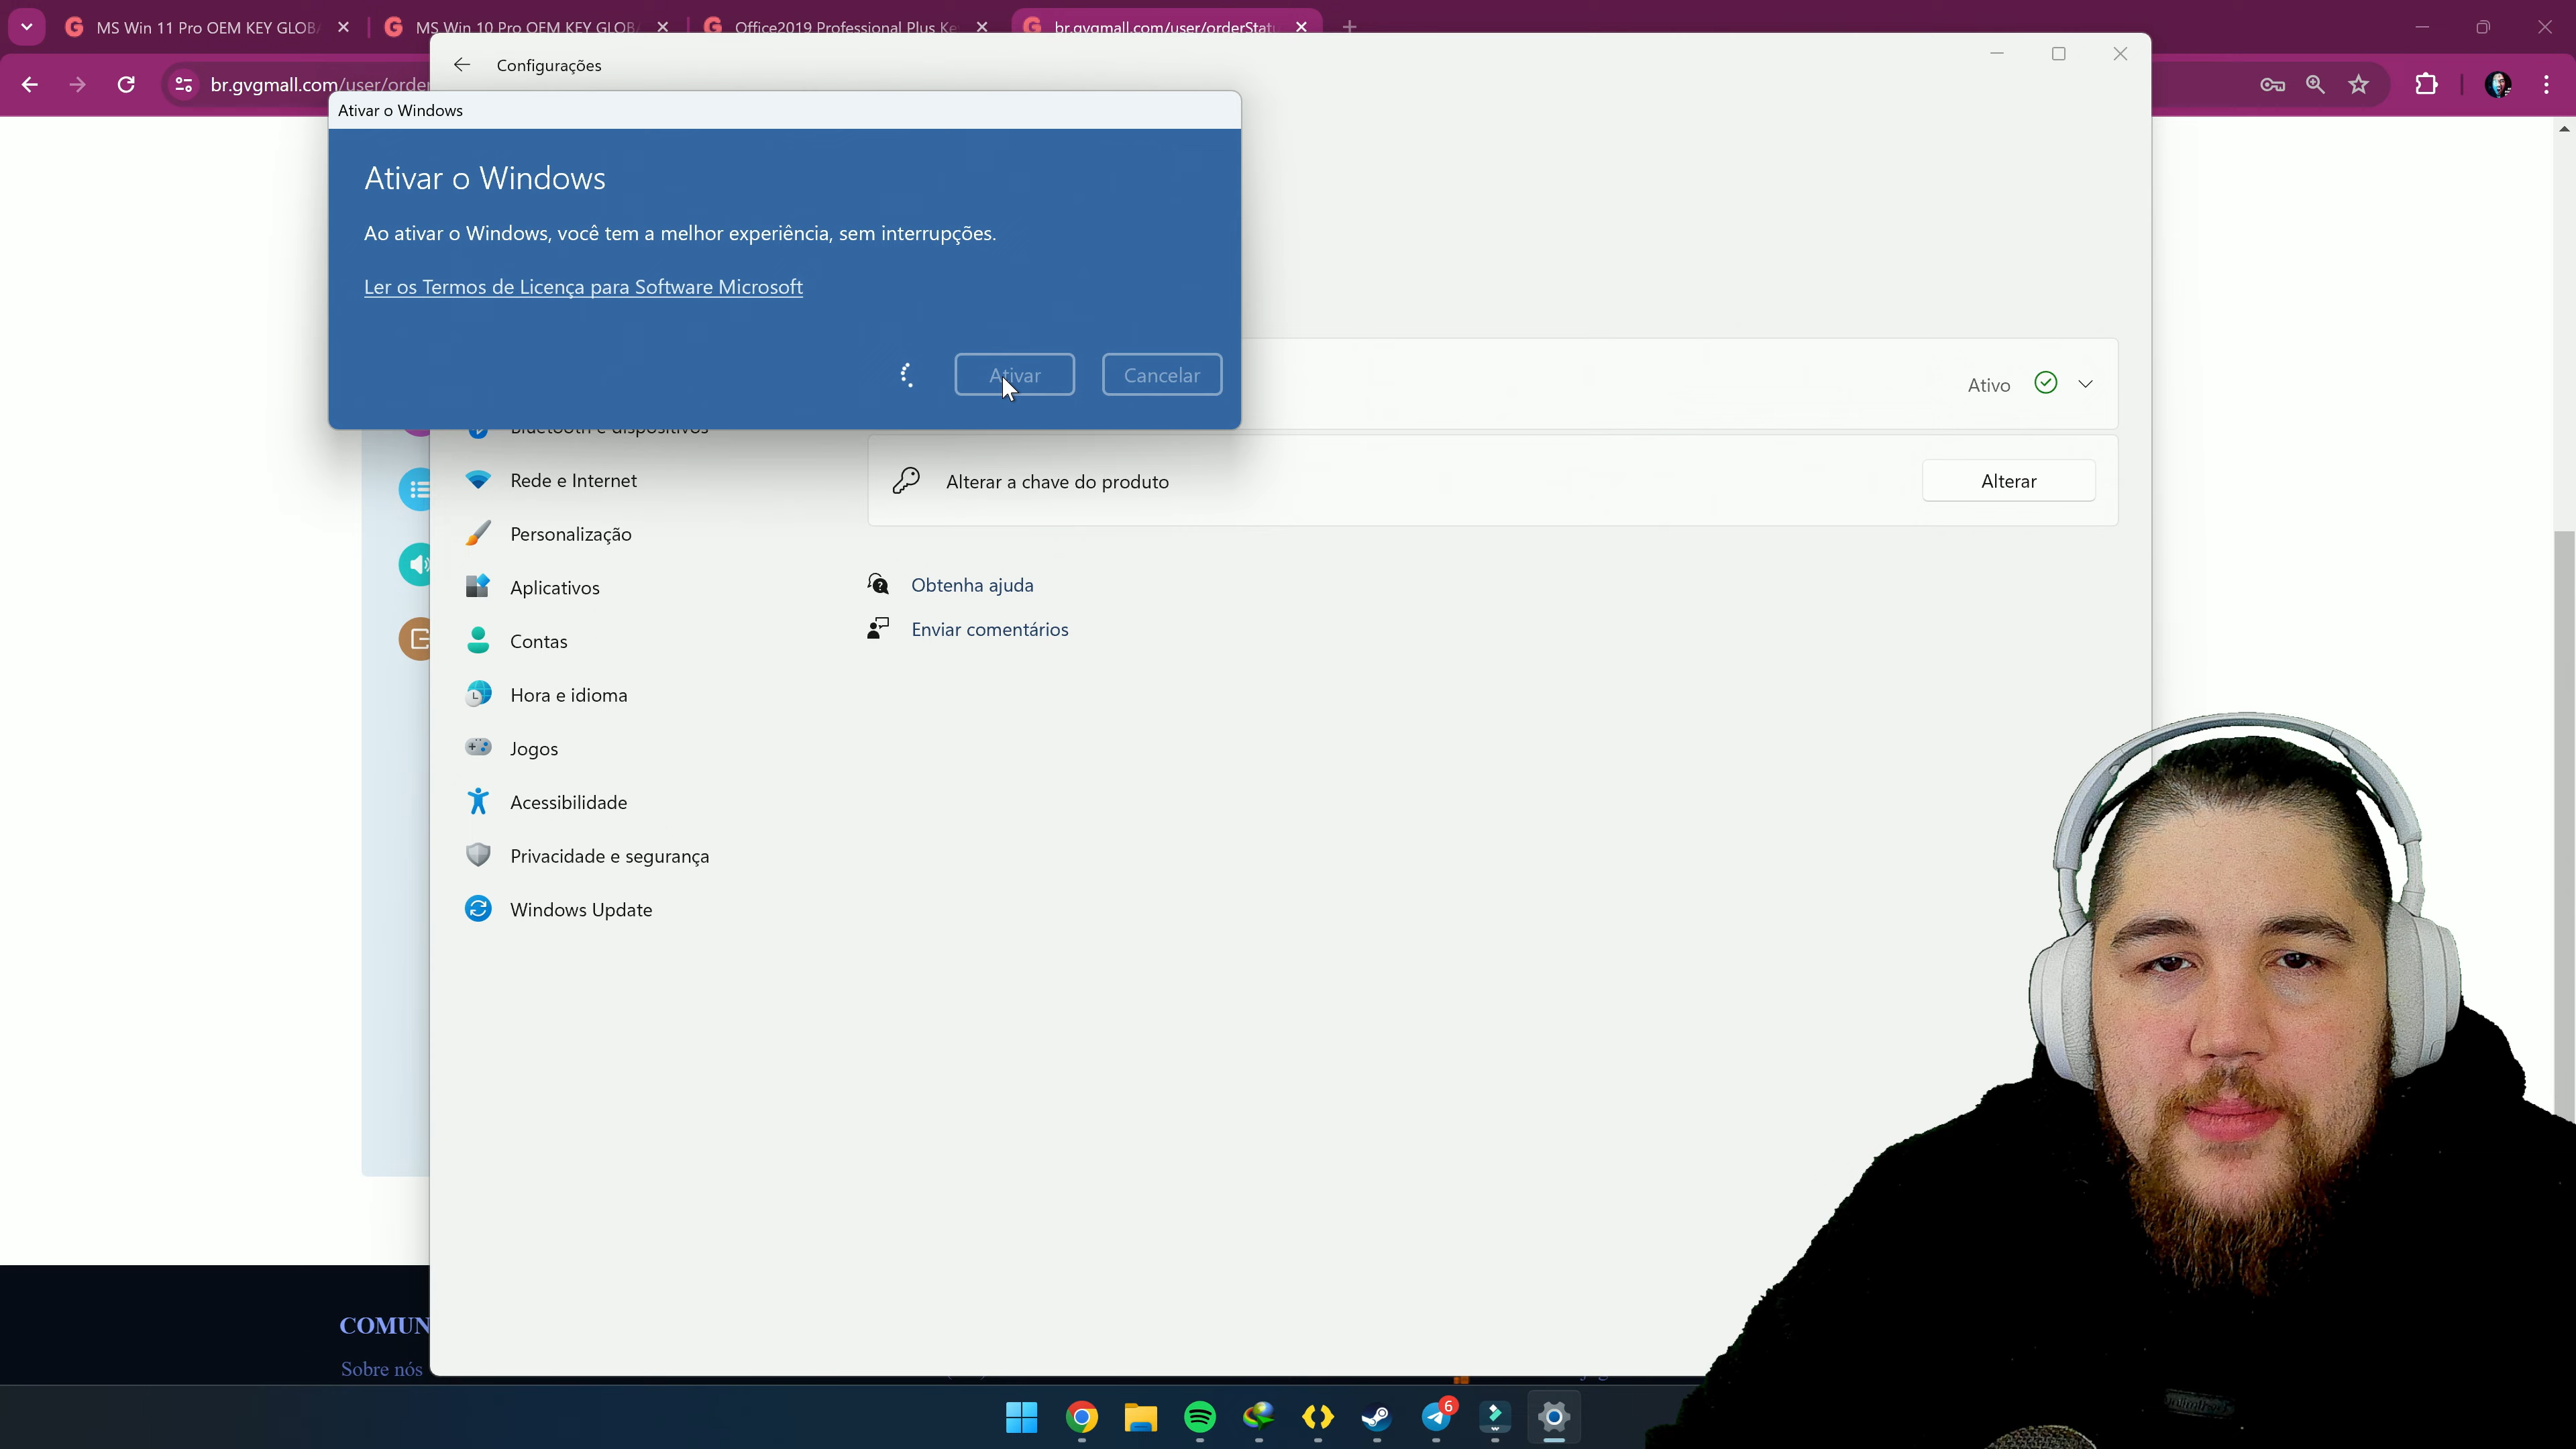 MS Win 11 Pro OEM KEY GLOB
MS Win 10 Pro OEM KEY GLOB
Office2019 Professional Plus Ke
br.gvgmall.com/user/orderStat
br.gvgmall.com/user/order
Configurações
Ativar o Windows
Ativar o Windows
Ao ativar o Windows, você tem a melhor experiência, sem interrupções.
Ler os Termos de Licença para Software Microsoft
Ativar
Cancelar
Ativo
Bluetooth e dispositivos
Rede e Internet
Alterar a chave do produto
Alterar
Personalização
Aplicativos
Obtenha ajuda
Contas
Enviar comentários
Hora e idioma
Jogos
Acessibilidade
Privacidade e segurança
Windows Update
COMUN
Sobre nós
6